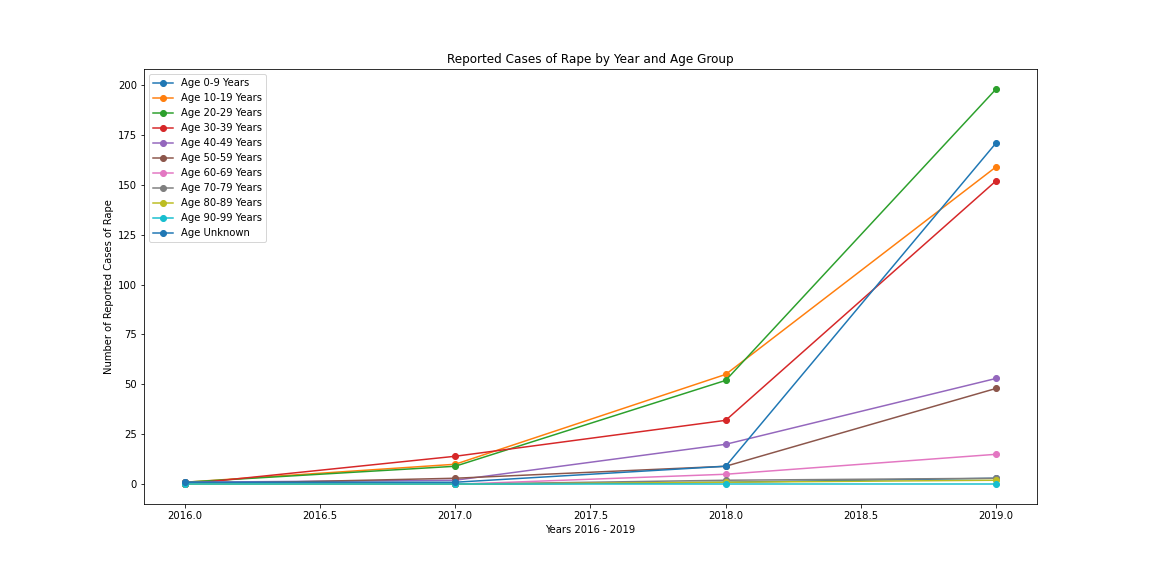 Reported Cases of Rape by Year and Age Group
Age 0-9 Years
Age 10-19 Years
Age 20-29 Years
Age 30-39 Years
Age 40-49 Years
Age 50-59 Years
Age 60-69 Years
Age 70-79 Years
Age 80-89 Years
Age 90-99 Years
Age Unknown
Number of Reported Cases of Rape
200
175
150
125
100
75
50
25
0
2016.0 2016.5 2017.0 2017.5 2018.0 2018.5 2019.0
Years 2016 - 2019